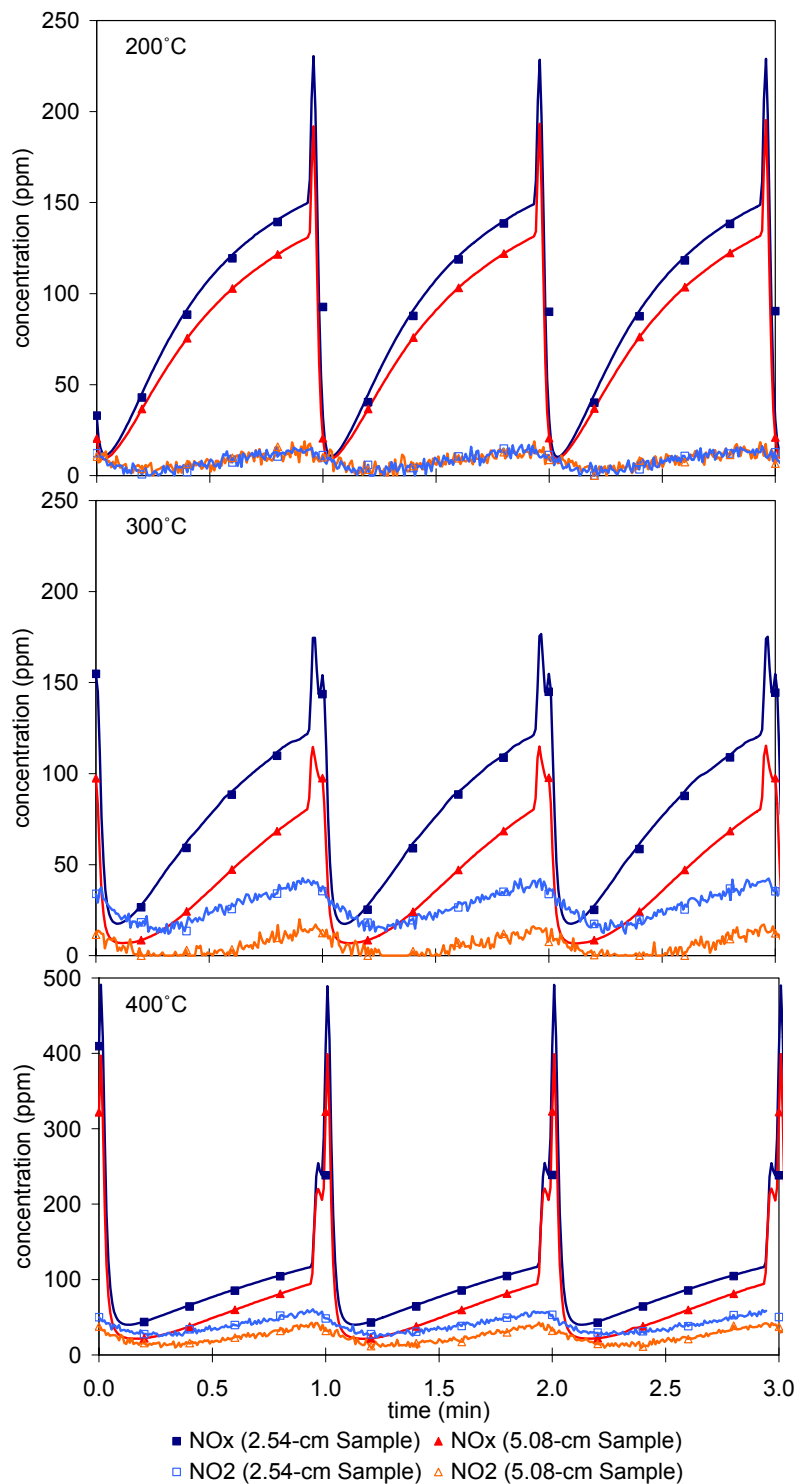 250
200˚C
200
150
100
50
0
concentration (ppm)
250
300˚C
200
150
100
50
0
concentration (ppm)
500
400˚C
400
300
200
100
0
concentration (ppm)
0.0 0.5 1.0 1.5 2.0 2.5 3.0
time (min)
NOx (2.54-cm Sample) NOx (5.08-cm Sample)
NO2 (2.54-cm Sample) NO2 (5.08-cm Sample)